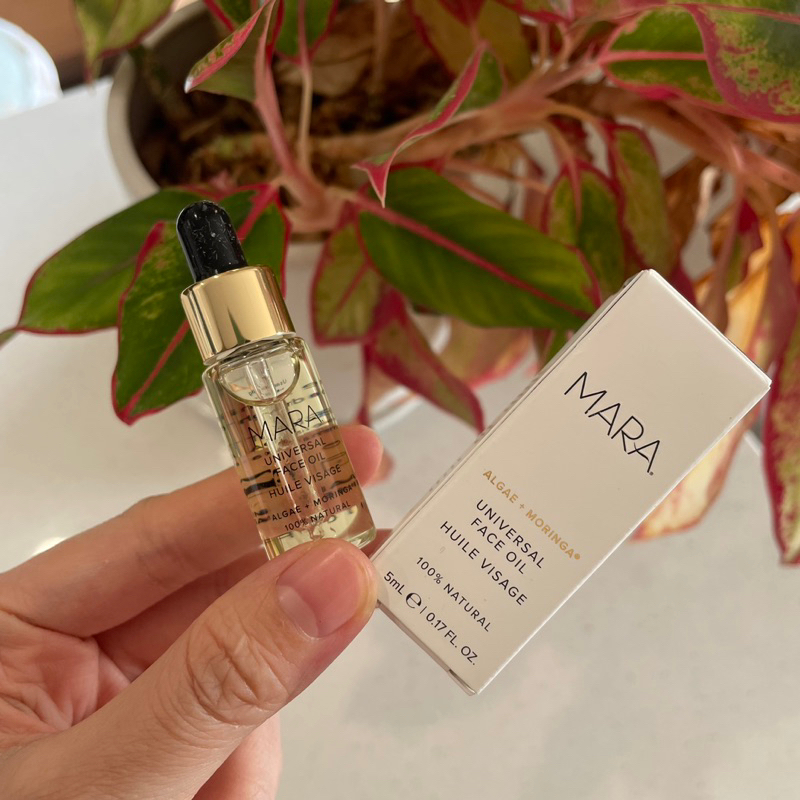 MARA
UNIVERSAL
FACE OIL
HUILE VISAGE
ALGAE + MORINGA®
100% NATURAL
MARA®
ALGAE + MORINGA®
UNIVERSAL
FACE OIL
HUILE VISAGE
100% NATURAL
5mL ℮ | 0.17 FL. OZ.